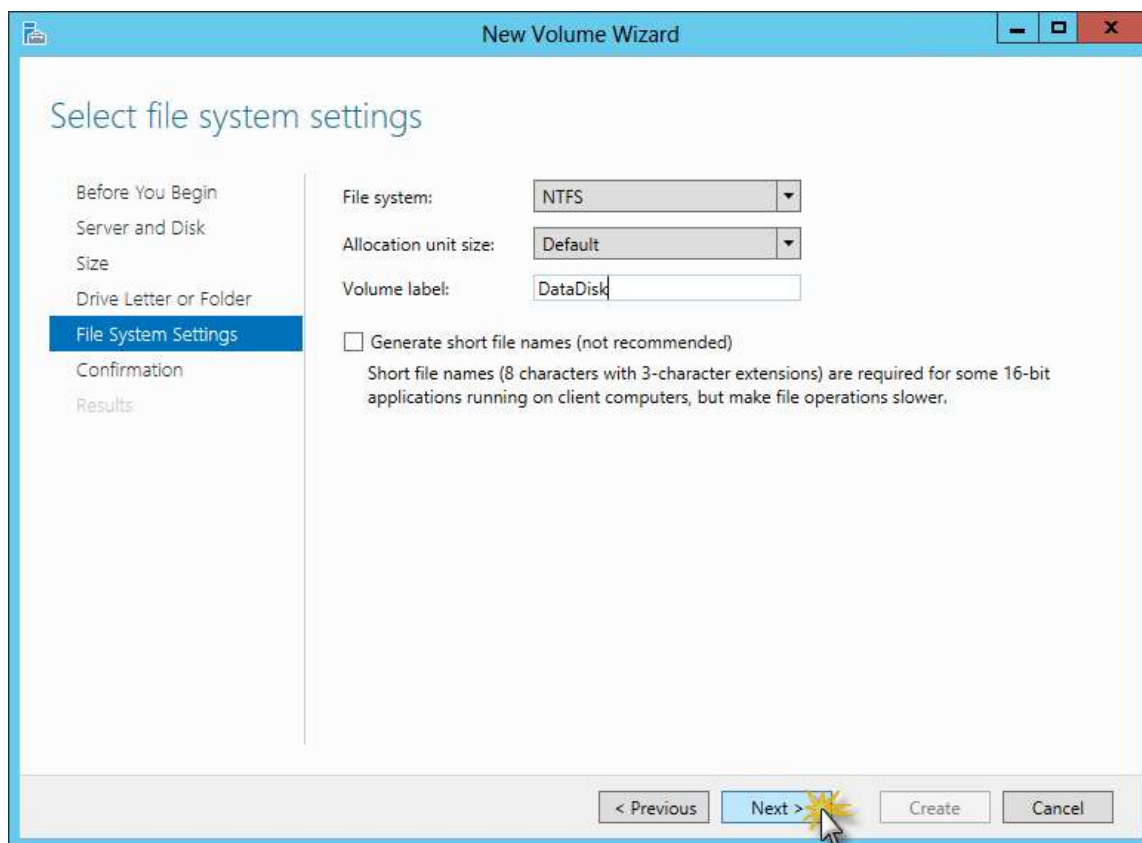 New Volume Wizard
Select file system settings
Before You Begin
Server and Disk
Size
Drive Letter or Folder
File System Settings
Confirmation
Results
File system:
NTFS
Allocation unit size:
Default
Volume label:
DataDisk
Generate short file names (not recommended)
Short file names (8 characters with 3-character extensions) are required for some 16-bit
applications running on client computers, but make file operations slower.
< Previous
Next >
Create
Cancel